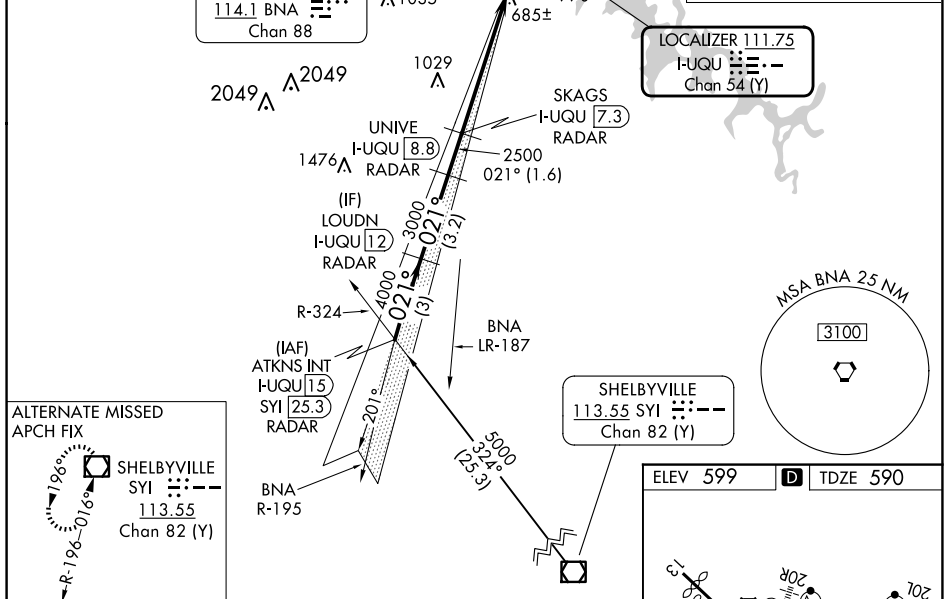 114.1 BNA
Chan 88
685±
LOCALIZER 111.75
I-UQU
Chan 54 (Y)
2049
2049
1029
SKAGS
I-UQU 7.3
RADAR
UNIVE
I-UQU 8.8
RADAR
1476
2500
021° (1.6)
(IF)
LOUDN
I-UQU 12
RADAR
3000
021°
(3.2)
4000
021°
(3)
R-324
BNA
LR-187
(IAF)
ATKNS INT
I-UQU 15
SYI 25.3
RADAR
201°
BNA
R-195
5000
324°
(25.3)
MSA BNA 25 NM
3100
SHELBYVILLE
113.55 SYI
Chan 82 (Y)
ALTERNATE MISSED
APCH FIX
196°
SHELBYVILLE
SYI
113.55
Chan 82 (Y)
R-196
016°
ELEV 599
D
TDZE 590
13
20R
20L